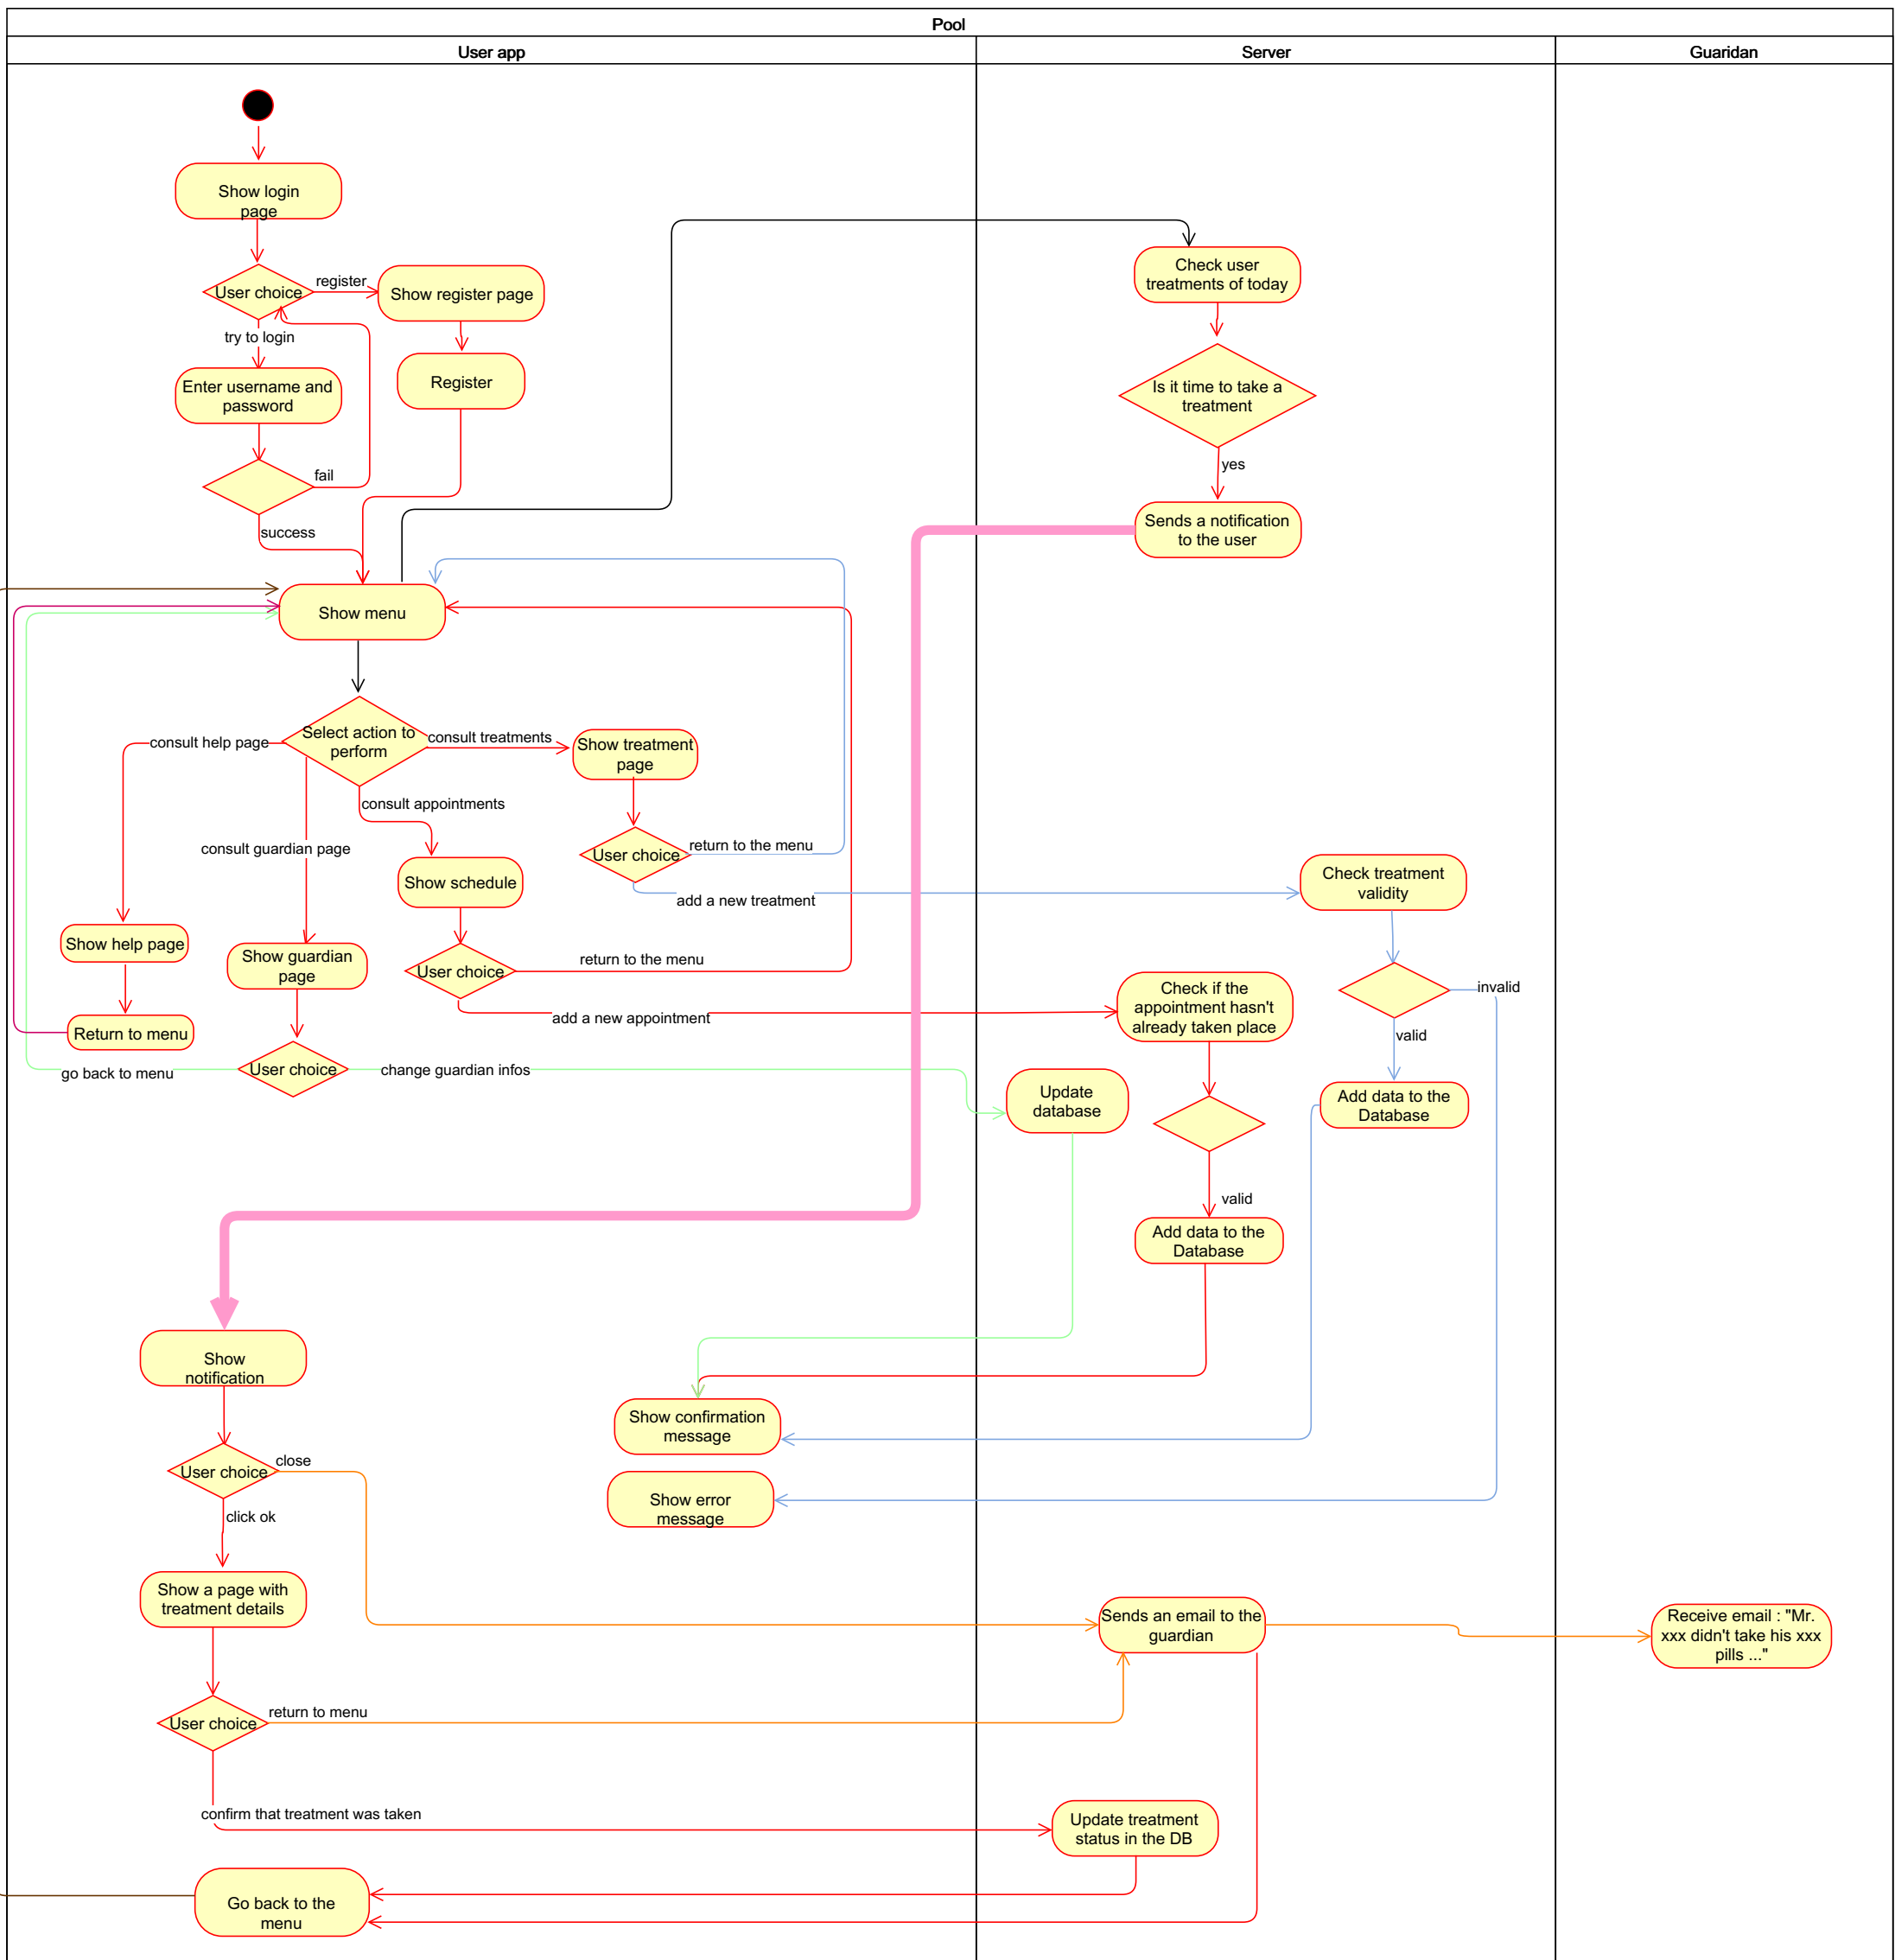 Pool
User app
Server
Guaridan
Show login
page
User choice
register
Show register page
try to login
Enter username and
password
Register
fail
success
Check user
treatments of today
Is it time to take a
treatment
yes
Sends a notification
to the user
Show menu
Select action to
perform
consult help page
consult treatments
Show treatment
page
consult appointments
consult guardian page
User choice
return to the menu
add a new treatment
Show schedule
Check treatment
validity
Show help page
Show guardian
page
User choice
return to the menu
add a new appointment
Check if the
appointment hasn't
already taken place
invalid
valid
Return to menu
go back to menu
User choice
change guardian infos
Update
database
Add data to the
Database
valid
Add data to the
Database
Show
notification
Show confirmation
message
User choice
close
click ok
Show error
message
Show a page with
treatment details
Sends an email to the
guardian
Receive email : "Mr.
xxx didn't take his xxx
pills ..."
User choice
return to menu
confirm that treatment was taken
Update treatment
status in the DB
Go back to the
menu